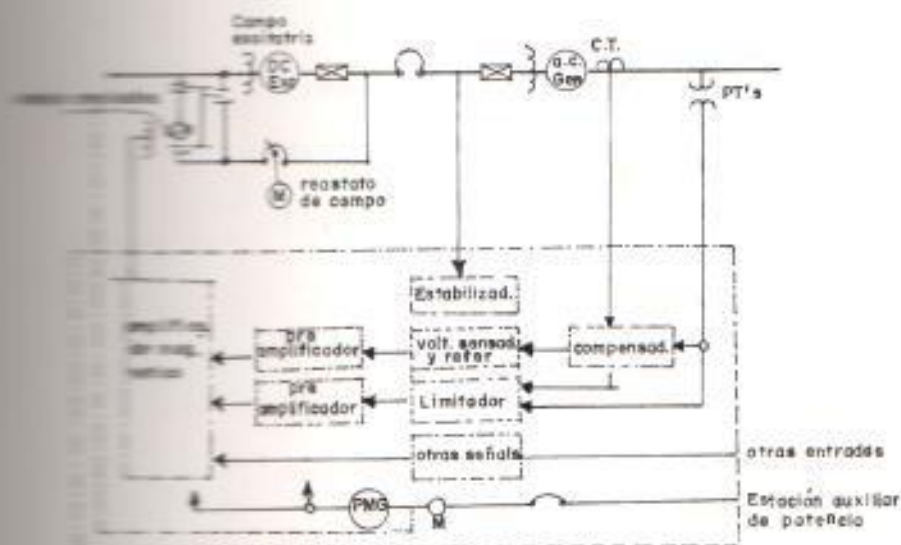 Campo
excitatriz
DC
Exp
a.c.
Gen
C.T.
PT's
M
reostato
de campo
Estabilizad.
pre
amplificador
volt. sensad.
y refer
compensad.
pre
amplificador
Limitador
otras señals
otras entradas
PMG
M
Estación auxiliar
de potencia